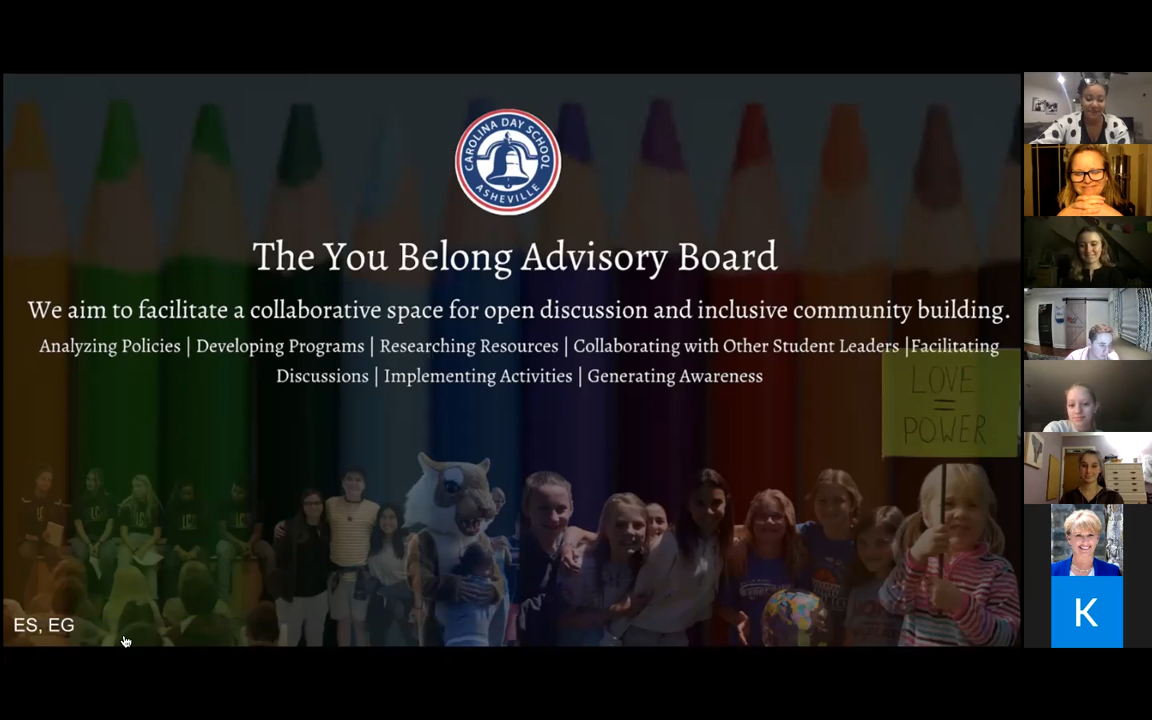 CAROLINA DAY SCHOOL
ASHEVILLE
The You Belong Advisory Board
We aim to facilitate a collaborative space for open discussion and inclusive community building.
Analyzing Policies | Developing Programs | Researching Resources | Collaborating with Other Student Leaders |Facilitating
Discussions | Implementing Activities | Generating Awareness
LOVE
=
POWER
ES, EG
K